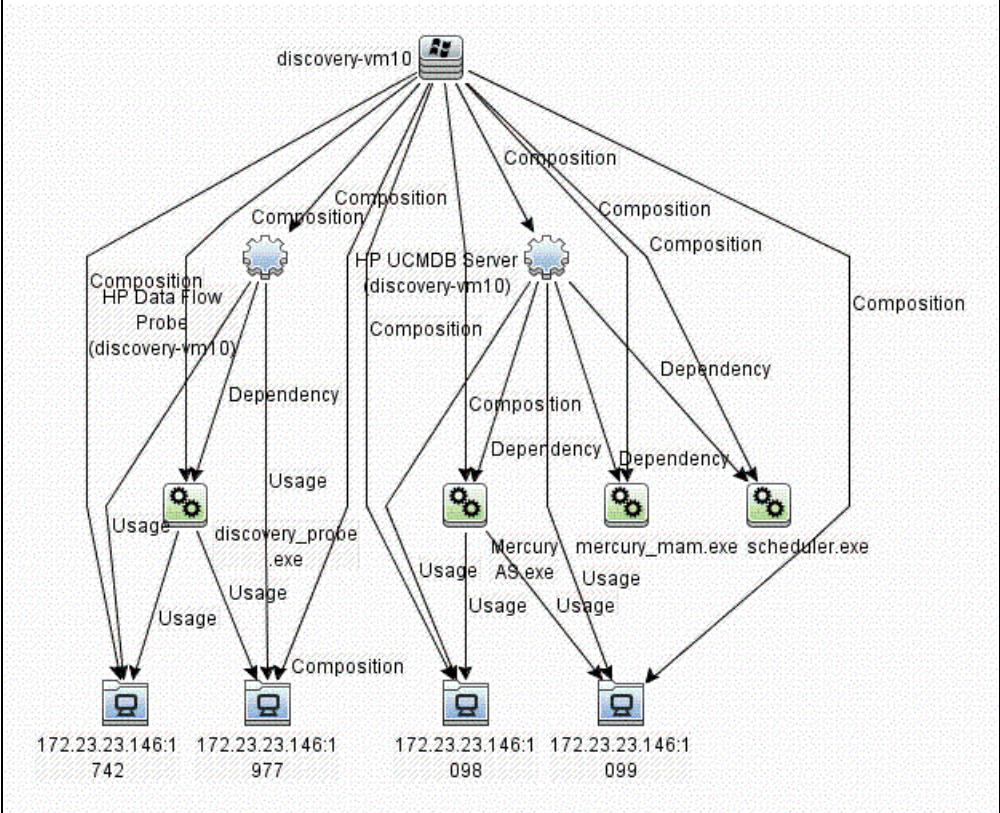 discovery-vm10
Composition
Composition
Composition
Composition
Composition
HP UCMDB Server
(discovery-vm10)
Composition
HP Data Flow
Probe
(discovery-vm10)
Composition
Composition
Dependency
Dependency
Composition
Dependency
Dependency
Usage
Usage
discovery_probe
.exe
Mercury
AS.exe
mercury_mam.exe
scheduler.exe
Usage
Usage
Usage
Usage
Usage
Usage
Composition
172.23.23.146:1
742
172.23.23.146:1
977
172.23.23.146:1
098
172.23.23.146:1
099